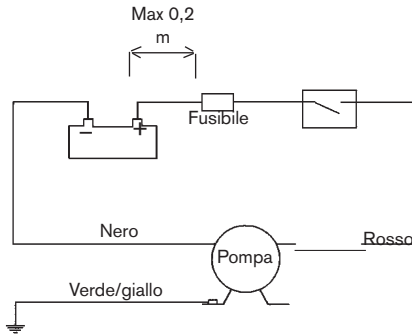 Max 0,2
m
- +
Fusibile
Nero
Rosso
Pompa
Verde/giallo